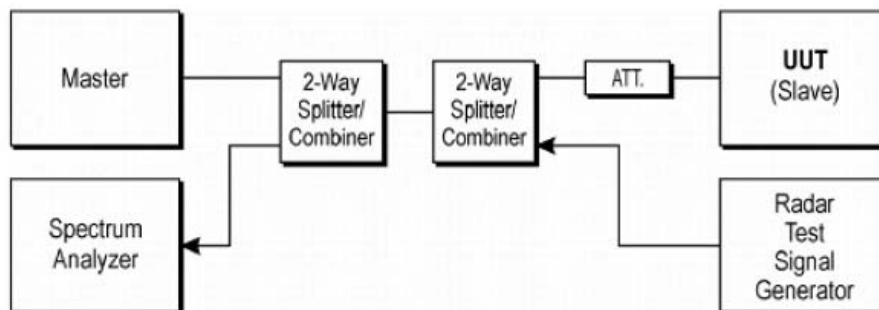 Master
2-Way
Splitter/
Combiner
2-Way
Splitter/
Combiner
ATT.
UUT
(Slave)
Spectrum
Analyzer
Radar
Test
Signal
Generator